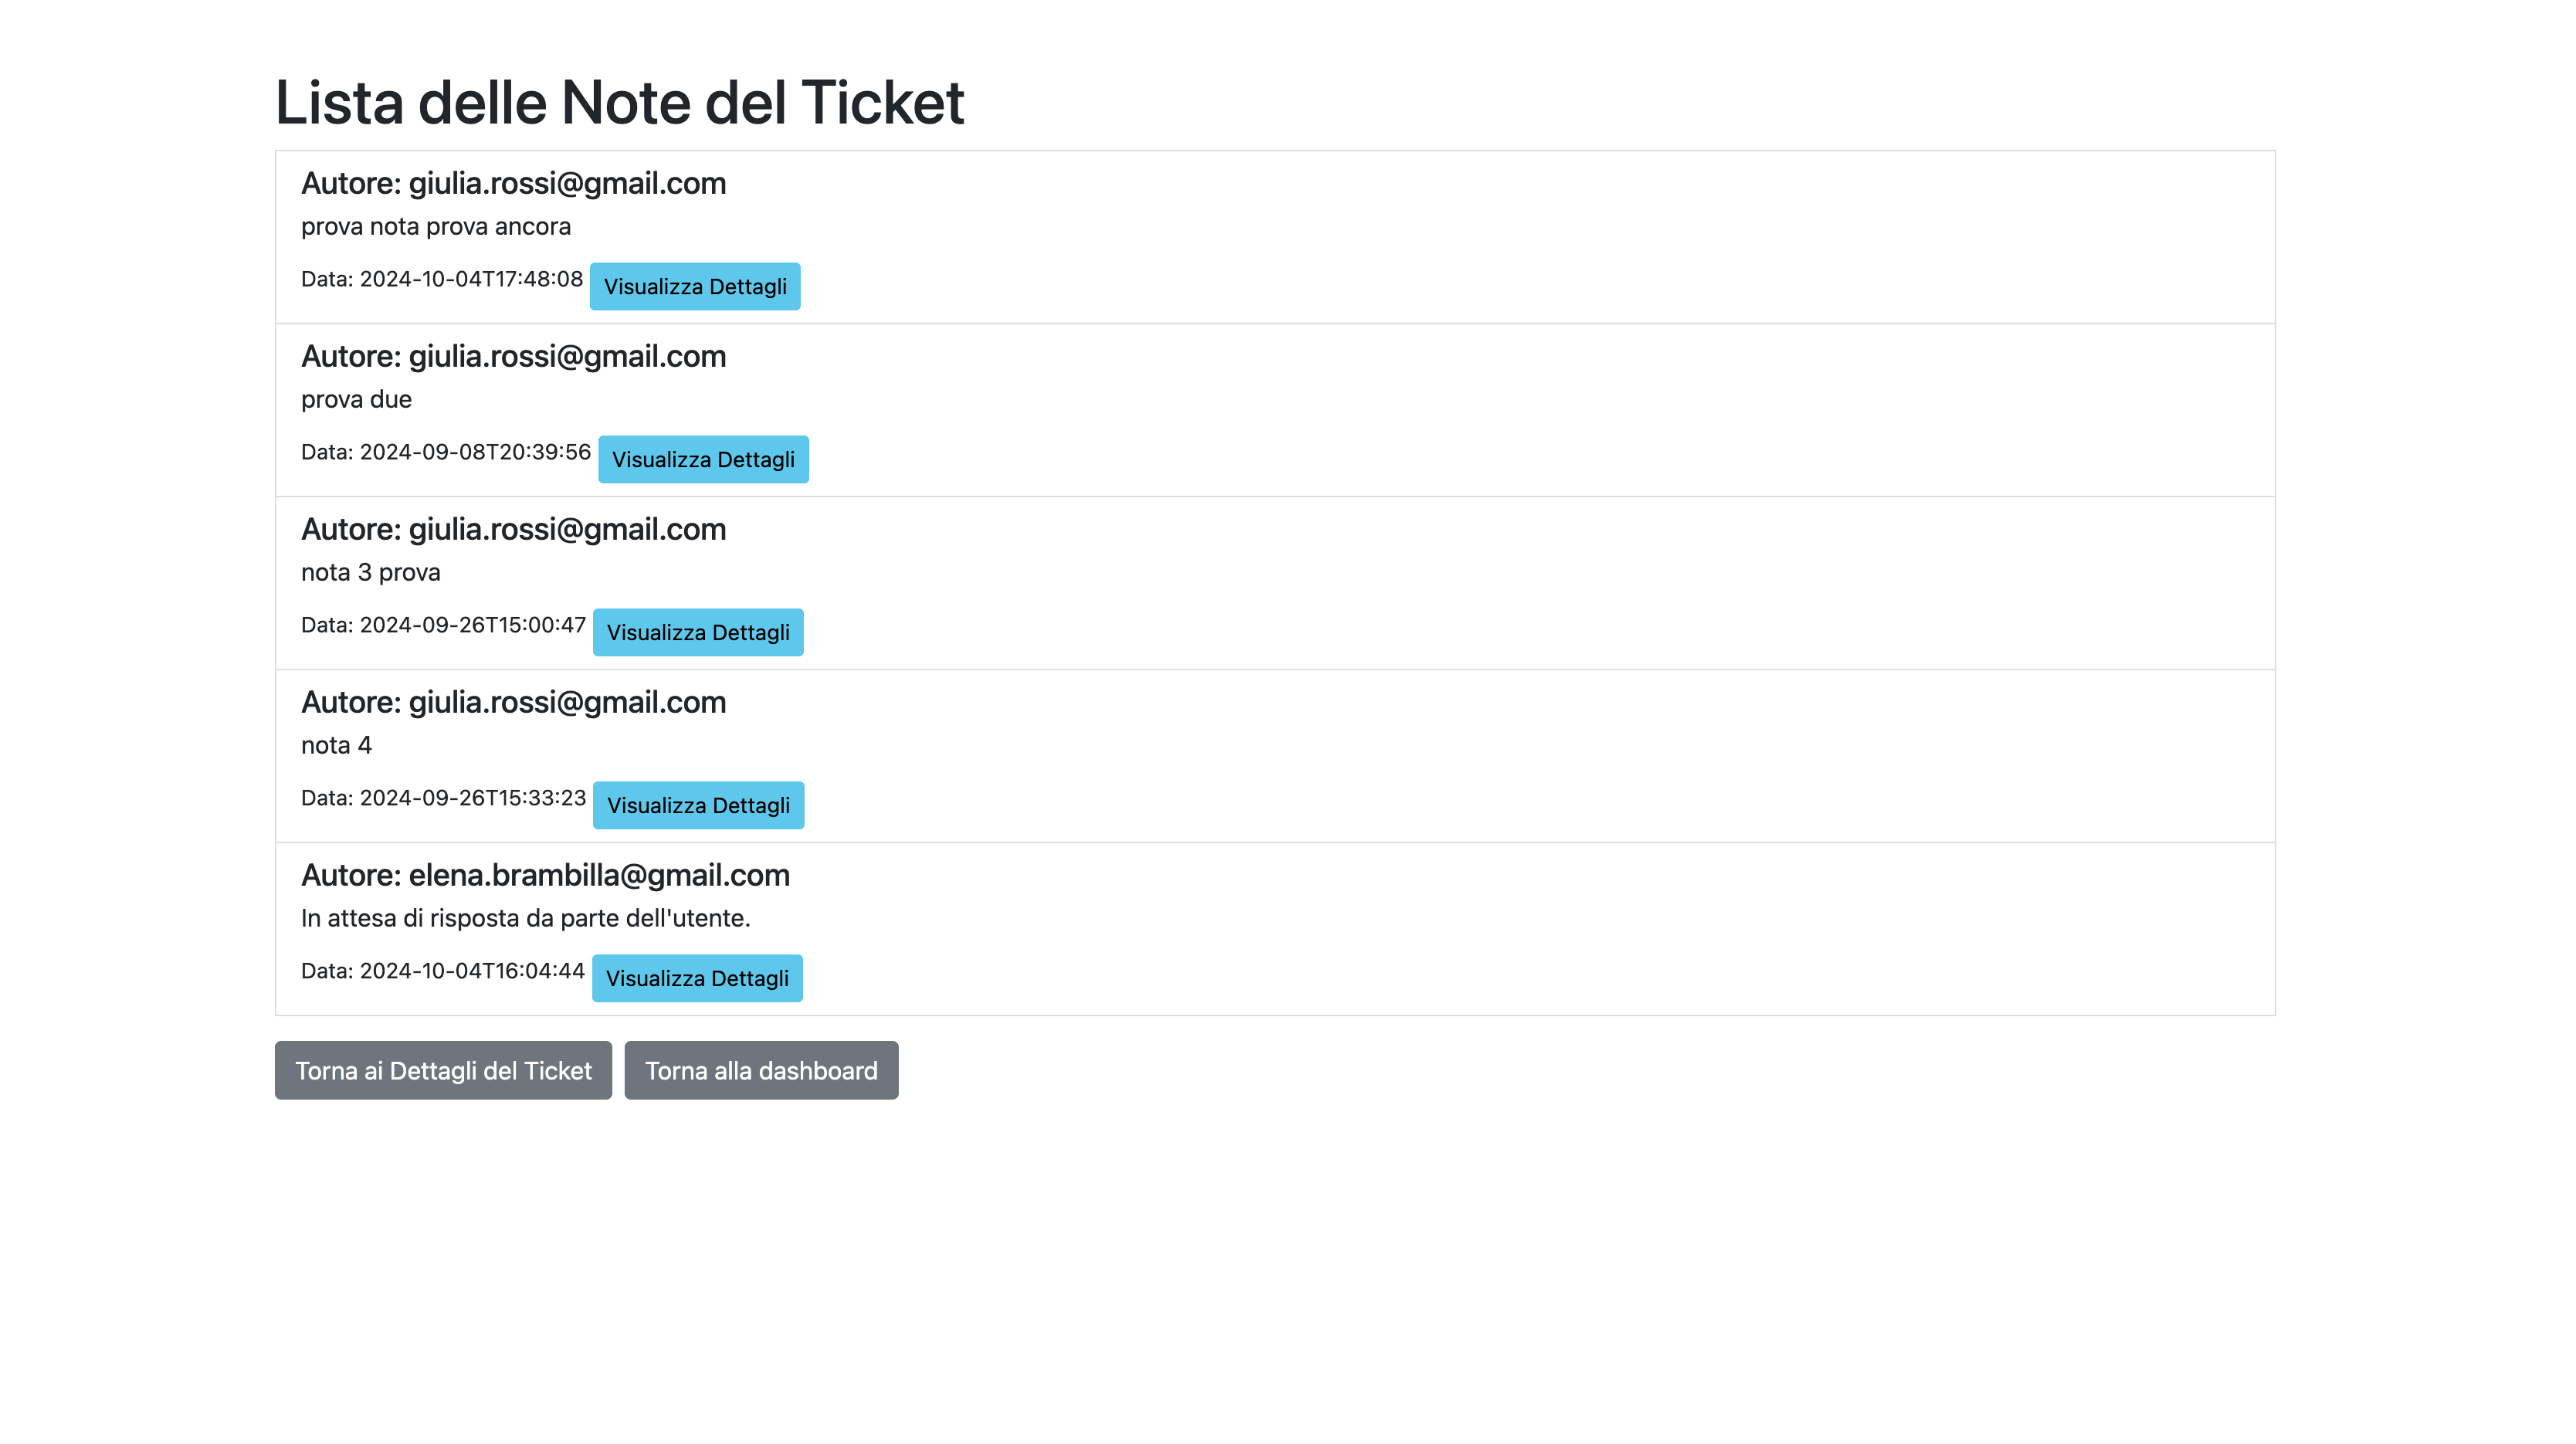 Lista delle Note del Ticket
Autore: giulia.rossi@gmail.com
prova nota prova ancora
Data: 2024-10-04T17:48:08 Visualizza Dettagli
Autore: giulia.rossi@gmail.com
prova due
Data: 2024-09-08T20:39:56 Visualizza Dettagli
Autore: giulia.rossi@gmail.com
nota 3 prova
Data: 2024-09-26T15:00:47 Visualizza Dettagli
Autore: giulia.rossi@gmail.com
nota 4
Data: 2024-09-26T15:33:23 Visualizza Dettagli
Autore: elena.brambilla@gmail.com
In attesa di risposta da parte dell'utente.
Data: 2024-10-04T16:04:44 Visualizza Dettagli
Torna ai Dettagli del Ticket Torna alla dashboard